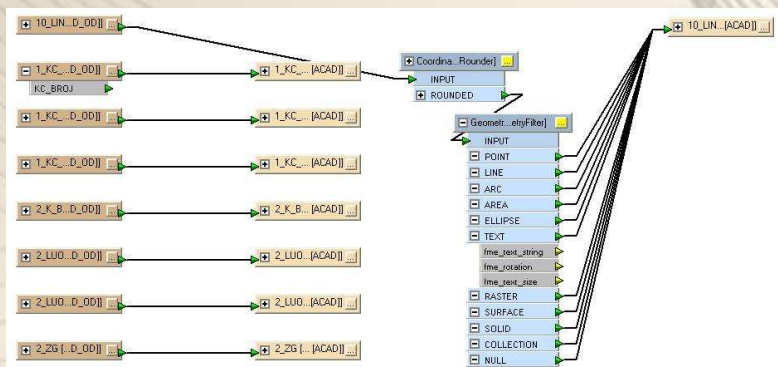 10_LIN...D_OD]] ...
1_KC_...D_OD]] ...
KC_BROJ
1_KC_...D_OD]] ...
1_KC_...D_OD]] ...
2_K_B...D_OD]] ...
2_LUO...D_OD]] ...
2_LUO...D_OD]] ...
2_ZG [...D_OD]] ...
1_KC_... [ACAD] ...
1_KC_... [ACAD] ...
1_KC_... [ACAD] ...
2_K_B... [ACAD] ...
2_LUO... [ACAD] ...
2_LUO... [ACAD] ...
2_ZG [... [ACAD] ...
Coordina...Rounder] ...
INPUT
ROUNDED
Geometr...etryFilter] ...
INPUT
POINT
LINE
ARC
AREA
ELLIPSE
TEXT
fme_text_string
fme_rotation
fme_text_size
RASTER
SURFACE
SOLID
COLLECTION
NULL
10_LIN...[ACAD] ...